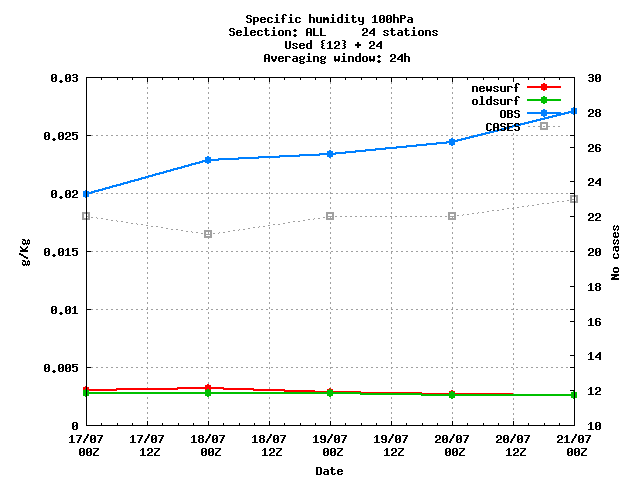 Specific humidity 100hPa
Selection: ALL     24 stations
Used {12} + 24
Averaging window: 24h
0.03
0.025
0.02
0.015
0.01
0.005
0
g/Kg
newsurf
oldsurf
OBS
CASES
30
28
26
24
22
20
18
16
14
12
10
No cases
17/07 17/07 18/07 18/07 19/07 19/07 20/07 20/07 21/07
00Z 12Z 00Z 12Z 00Z 12Z 00Z 12Z 00Z
Date